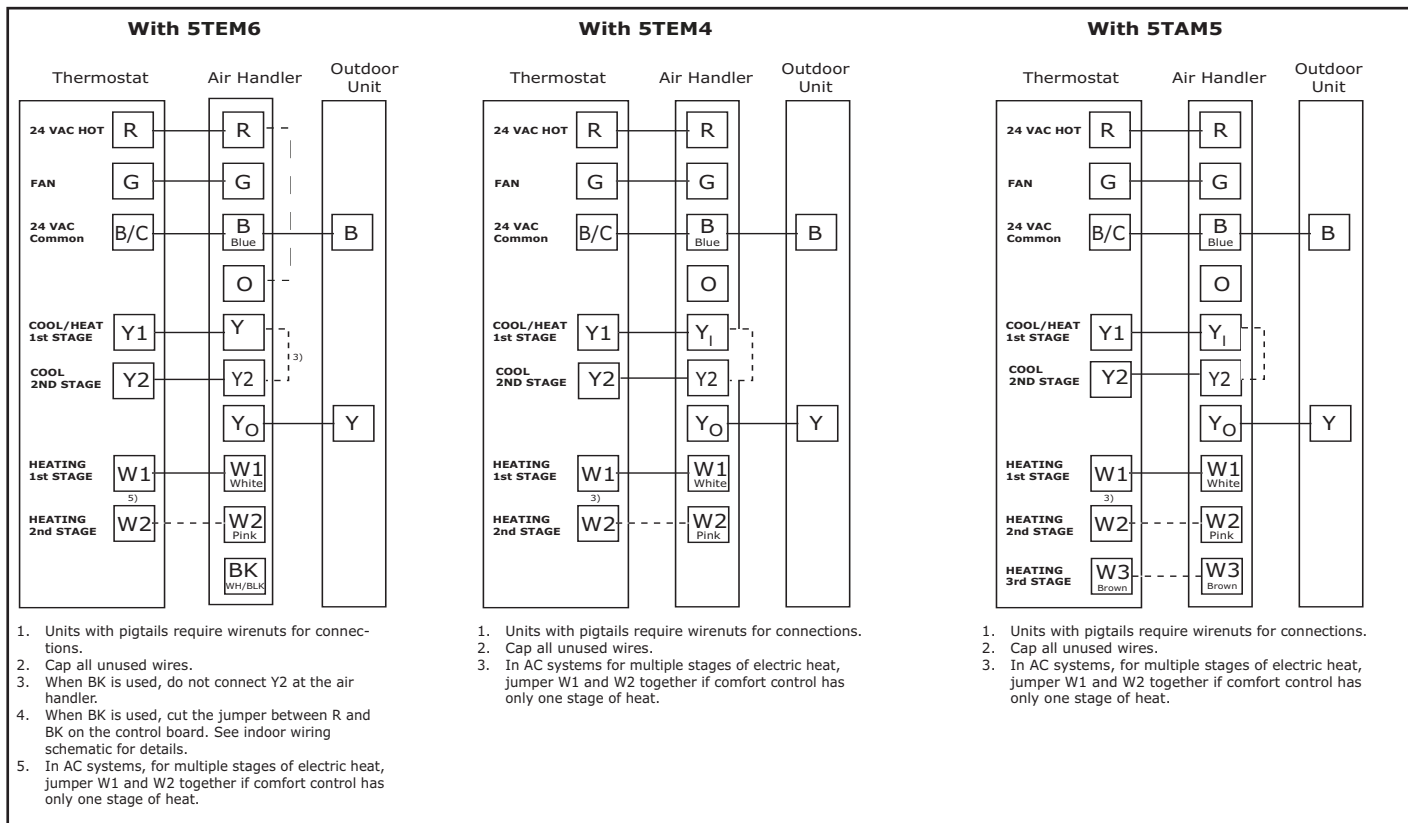 With 5TEM6
Thermostat
Air Handler
Outdoor
Unit
24 VAC HOT
R
R
FAN
G
G
24 VAC
Common
B/C
B
Blue
B
O
COOL/HEAT
1st STAGE
Y1
Y
3)
COOL
2ND STAGE
Y2
Y2
YO
Y
HEATING
1st STAGE
W1
W1
White
5)
HEATING
2nd STAGE
W2
W2
Pink
BK
WH/BLK
1. Units with pigtails require wirenuts for connec-
tions.
2. Cap all unused wires.
3. When BK is used, do not connect Y2 at the air
handler.
4. When BK is used, cut the jumper between R and
BK on the control board. See indoor wiring
schematic for details.
5. In AC systems, for multiple stages of electric heat,
jumper W1 and W2 together if comfort control has
only one stage of heat.
With 5TEM4
Thermostat
Air Handler
Outdoor
Unit
24 VAC HOT
R
R
FAN
G
G
24 VAC
Common
B/C
B
Blue
B
O
COOL/HEAT
1st STAGE
Y1
YI
COOL
2ND STAGE
Y2
Y2
YO
Y
HEATING
1st STAGE
W1
W1
White
3)
HEATING
2nd STAGE
W2
W2
Pink
1. Units with pigtails require wirenuts for connections.
2. Cap all unused wires.
3. In AC systems for multiple stages of electric heat,
jumper W1 and W2 together if comfort control has
only one stage of heat.
With 5TAM5
Thermostat
Air Handler
Outdoor
Unit
24 VAC HOT
R
R
FAN
G
G
24 VAC
Common
B/C
B
Blue
B
O
COOL/HEAT
1st STAGE
Y1
YI
COOL
2ND STAGE
Y2
Y2
YO
Y
HEATING
1st STAGE
W1
W1
White
3)
HEATING
2nd STAGE
W2
W2
Pink
HEATING
3rd STAGE
W3
Brown
W3
Brown
1. Units with pigtails require wirenuts for connections.
2. Cap all unused wires.
3. In AC systems, for multiple stages of electric heat,
jumper W1 and W2 together if comfort control has
only one stage of heat.